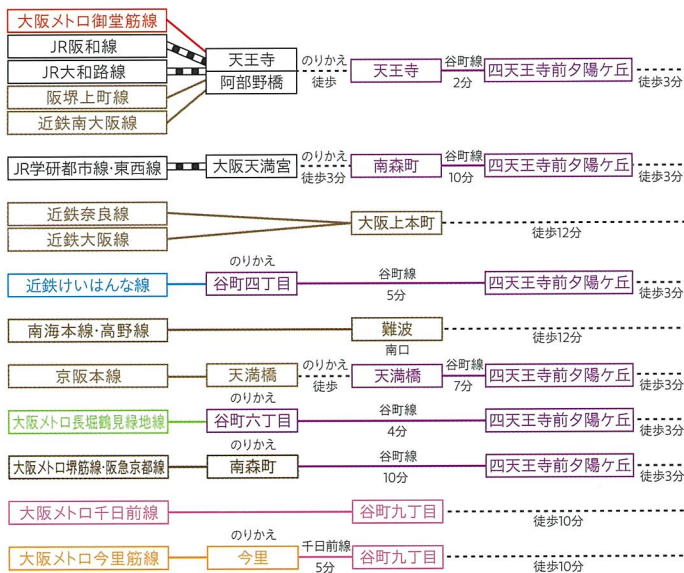 大阪メトロ御堂筋線
JR阪和線
JR大和路線
阪堺上町線
近鉄南大阪線
天王寺
阿部野橋
のりかえ
徒歩
天王寺
谷町線
2分
四天王寺前夕陽ケ丘
徒歩3分
JR学研都市線・東西線
大阪天満宮
のりかえ
徒歩3分
南森町
谷町線
10分
四天王寺前夕陽ケ丘
徒歩3分
近鉄奈良線
近鉄大阪線
大阪上本町
徒歩12分
近鉄けいはんな線
のりかえ
谷町四丁目
谷町線
5分
四天王寺前夕陽ケ丘
徒歩3分
南海本線・高野線
難波
南口
徒歩12分
京阪本線
天満橋
のりかえ
徒歩
天満橋
谷町線
7分
四天王寺前夕陽ケ丘
徒歩3分
大阪メトロ長堀鶴見緑地線
のりかえ
谷町六丁目
谷町線
4分
四天王寺前夕陽ケ丘
徒歩3分
大阪メトロ堺筋線・阪急京都線
のりかえ
南森町
谷町線
10分
四天王寺前夕陽ケ丘
徒歩3分
大阪メトロ千日前線
谷町九丁目
徒歩10分
大阪メトロ今里筋線
のりかえ
今里
千日前線
5分
谷町九丁目
徒歩10分